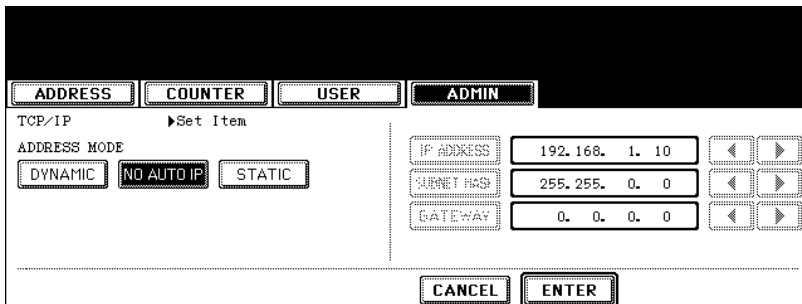 ADDRESS COUNTER USER ADMIN
TCP/IP ▶Set Item
ADDRESS MODE
DYNAMIC NO AUTO IP STATIC
IP ADDRESS 192.168. 1. 10
SUBNET MASK 255.255. 0. 0
GATEWAY 0. 0. 0. 0
CANCEL ENTER